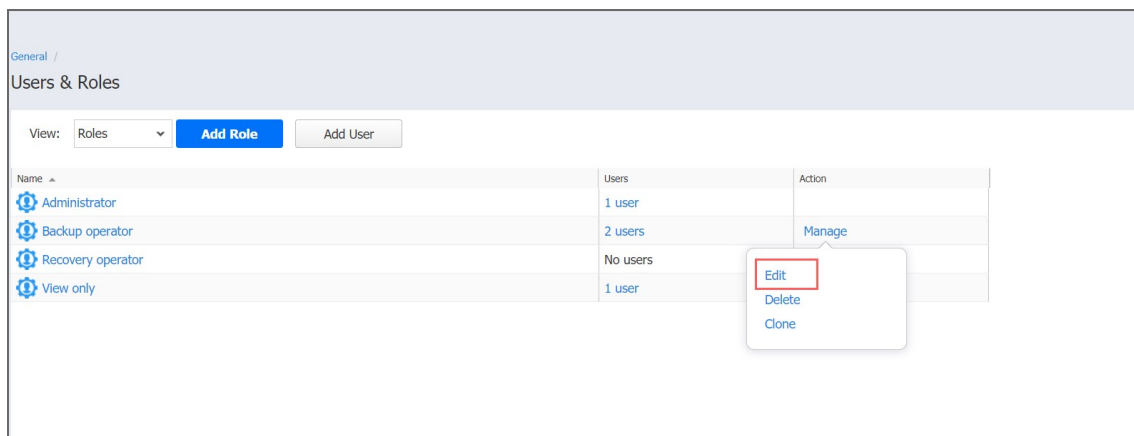 General /
Users & Roles
View: Roles Add Role Add User
Name Users Action
Administrator 1 user
Backup operator 2 users Manage
Recovery operator No users
Edit
View only 1 user
Delete
Clone